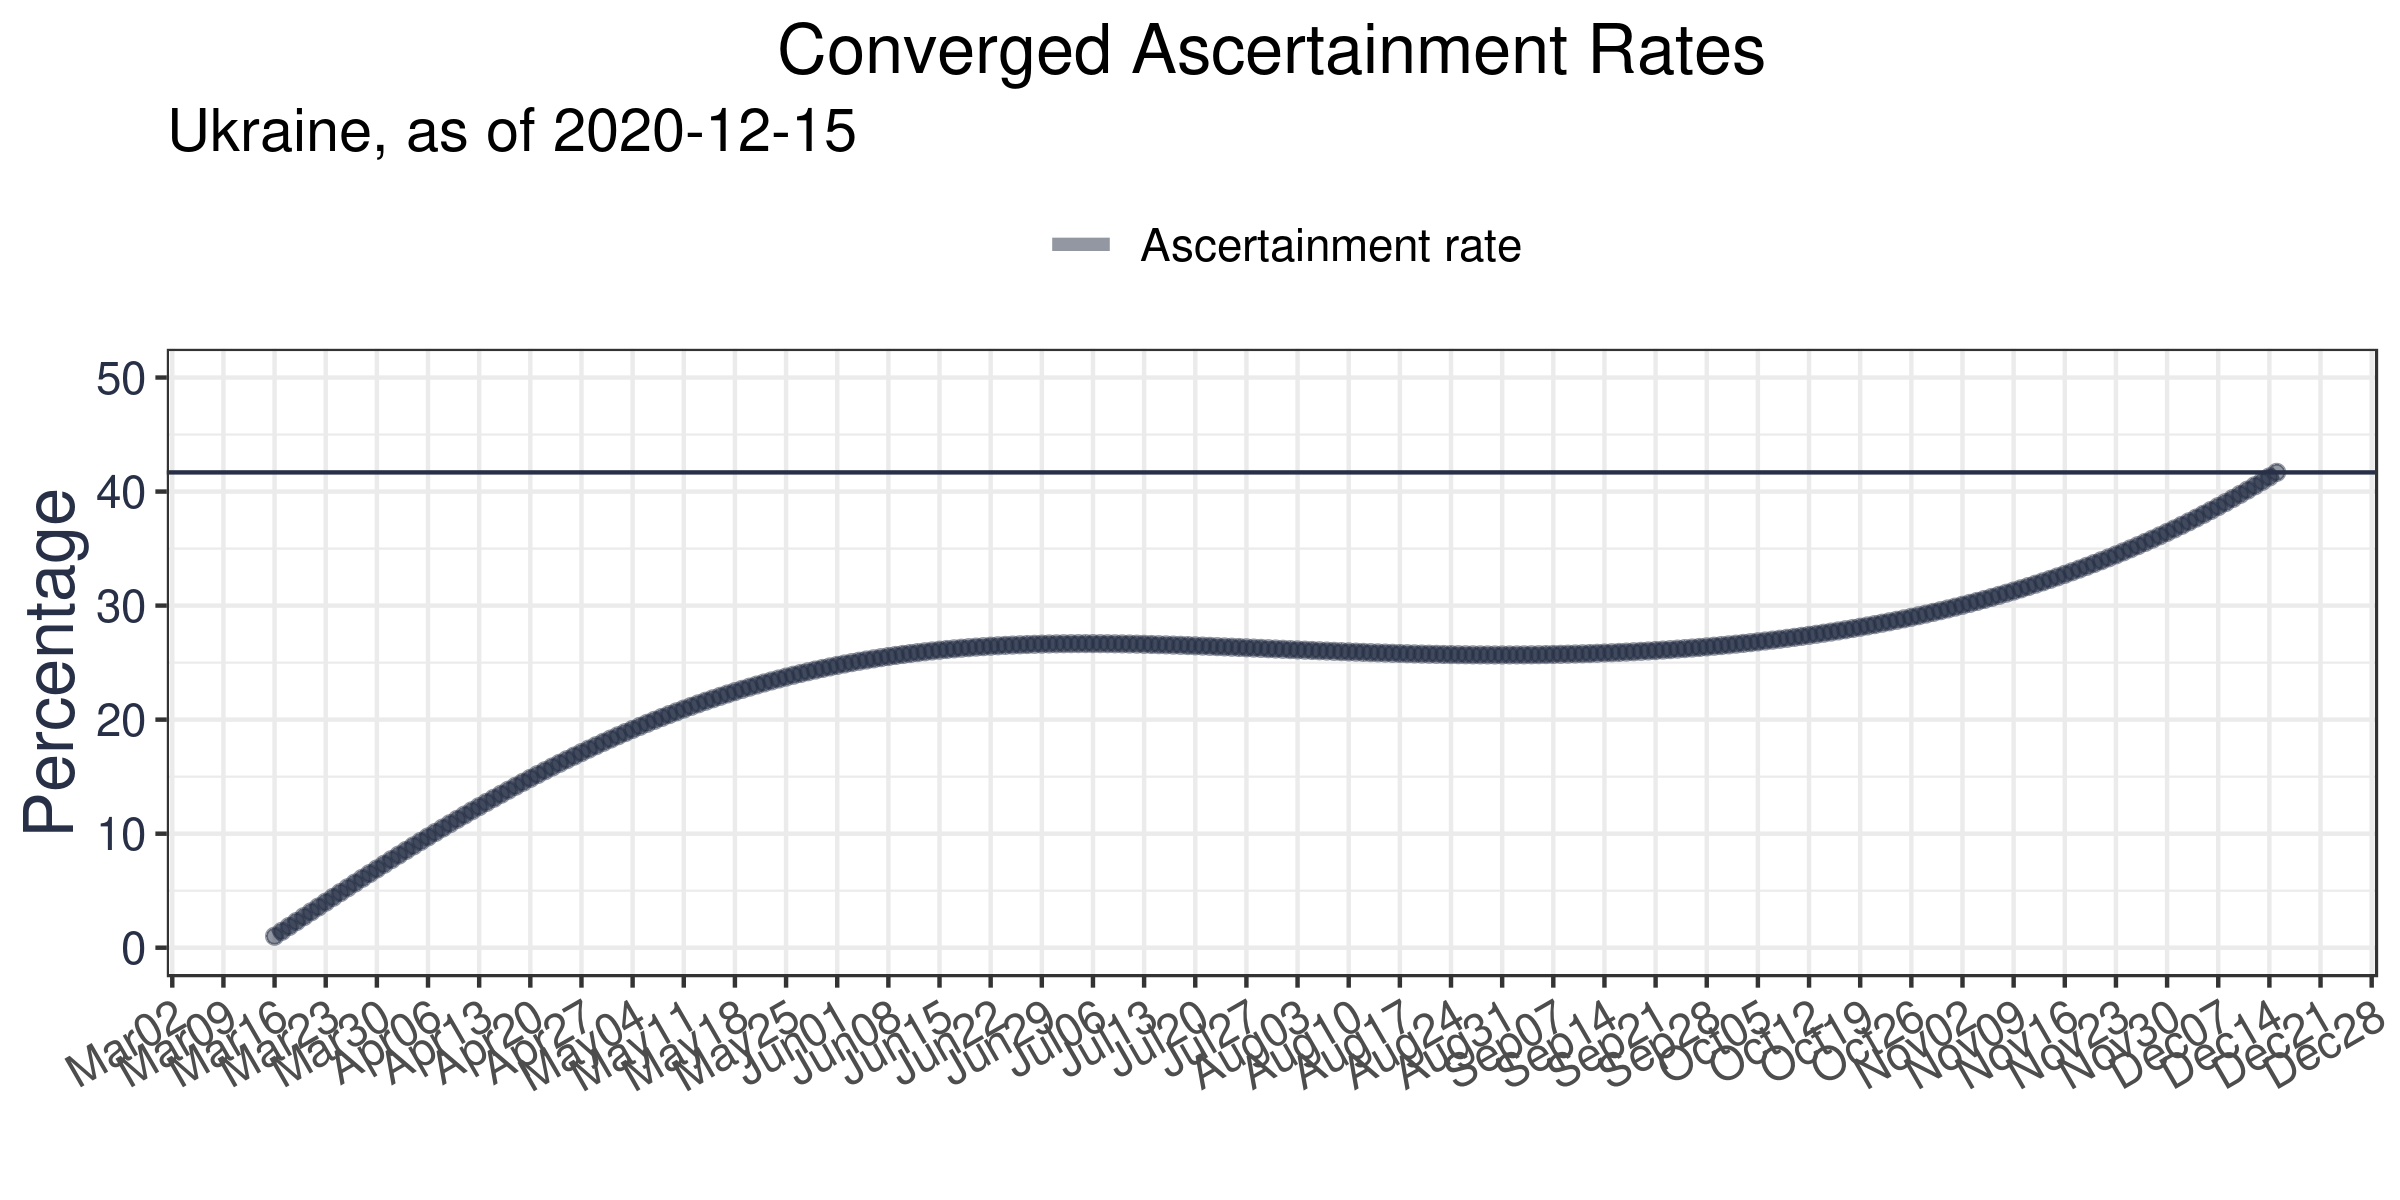 Converged Ascertainment Rates
Ukraine, as of 2020-12-15
Ascertainment rate
Percentage
50
40
30
20
10
0
Mar02
Mar09
Mar16
Mar23
Mar30
Apr06
Apr13
Apr20
Apr27
May04
May11
May18
May25
Jun01
Jun08
Jun15
Jun22
Jun29
Jul06
Jul13
Jul20
Jul27
Aug03
Aug10
Aug17
Aug24
Aug31
Sep07
Sep14
Sep21
Sep28
Oct05
Oct12
Oct19
Oct26
Nov02
Nov09
Nov16
Nov23
Nov30
Dec07
Dec14
Dec21
Dec28